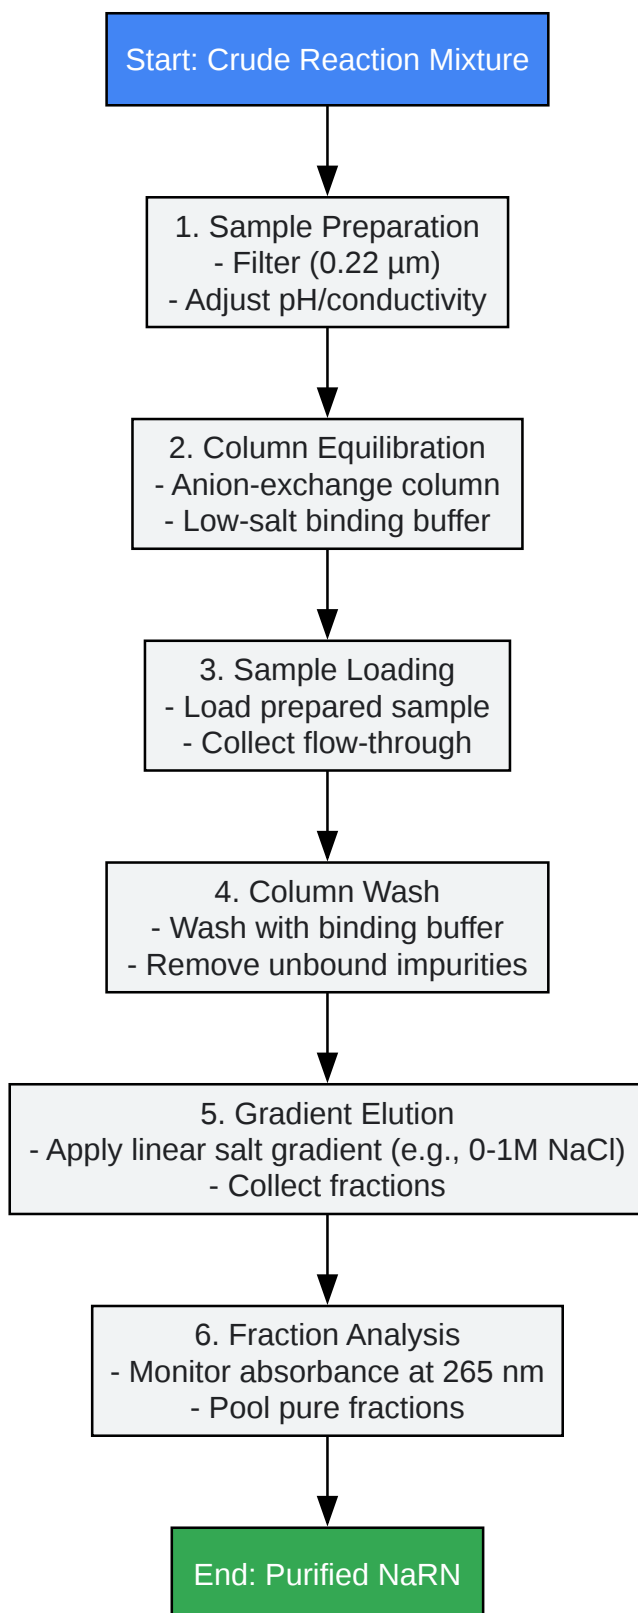 Start: Crude Reaction Mixture
1. Sample Preparation
- Filter (0.22 µm)
- Adjust pH/conductivity
2. Column Equilibration
- Anion-exchange column
- Low-salt binding buffer
3. Sample Loading
- Load prepared sample
- Collect flow-through
4. Column Wash
- Wash with binding buffer
- Remove unbound impurities
5. Gradient Elution
- Apply linear salt gradient (e.g., 0-1M NaCl)
- Collect fractions
6. Fraction Analysis
- Monitor absorbance at 265 nm
- Pool pure fractions
End: Purified NaRN